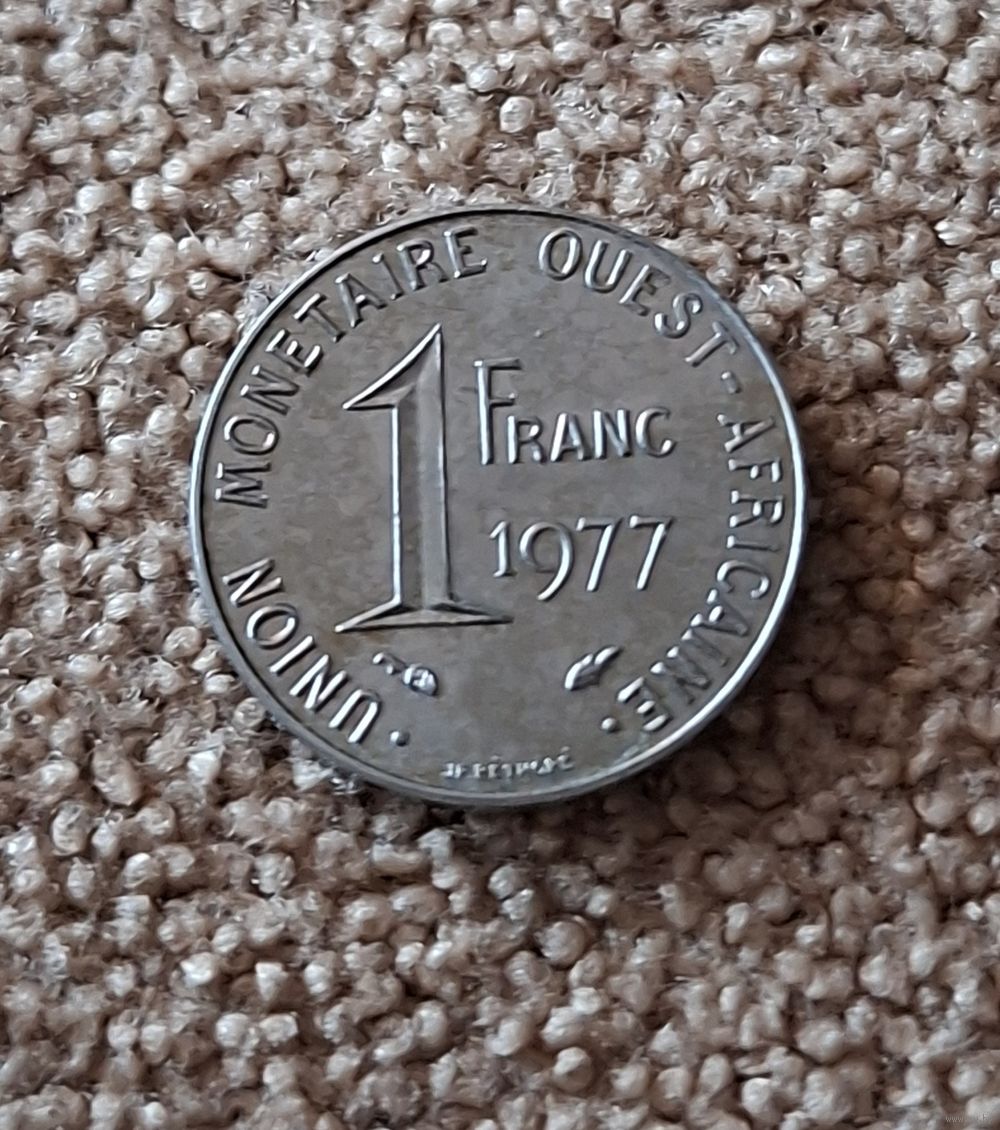 · UNION MONETAIRE OUEST-AFRICAINE ·
1 FRANC
1977